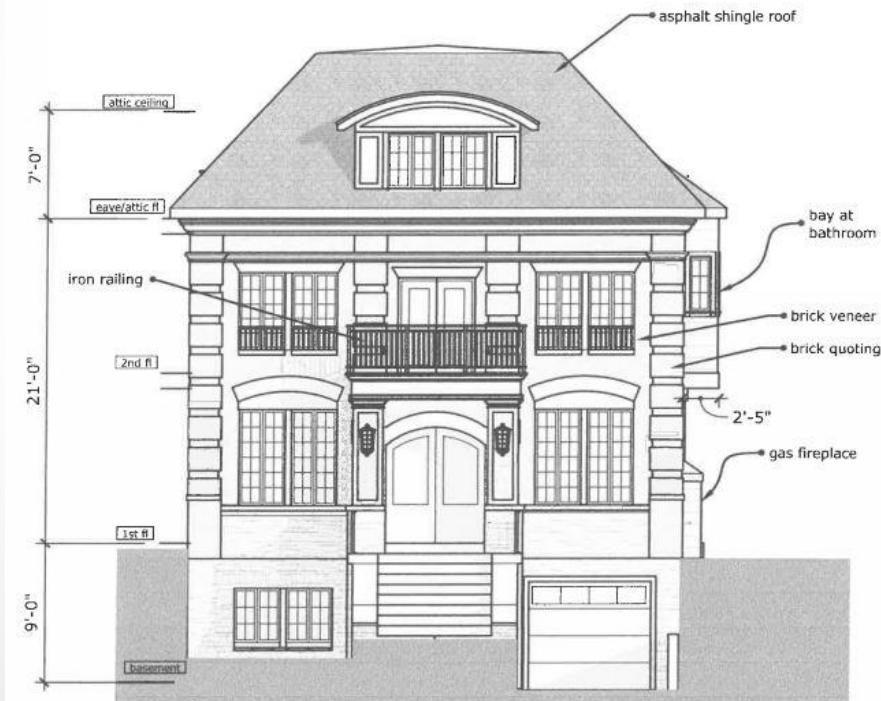 asphalt shingle roof
attic ceiling
7'-0"
eave/attic fl
bay at
bathroom
iron railing
brick veneer
brick quoting
2nd fl
21'-0"
2'-5"
gas fireplace
1st fl
9'-0"
basement